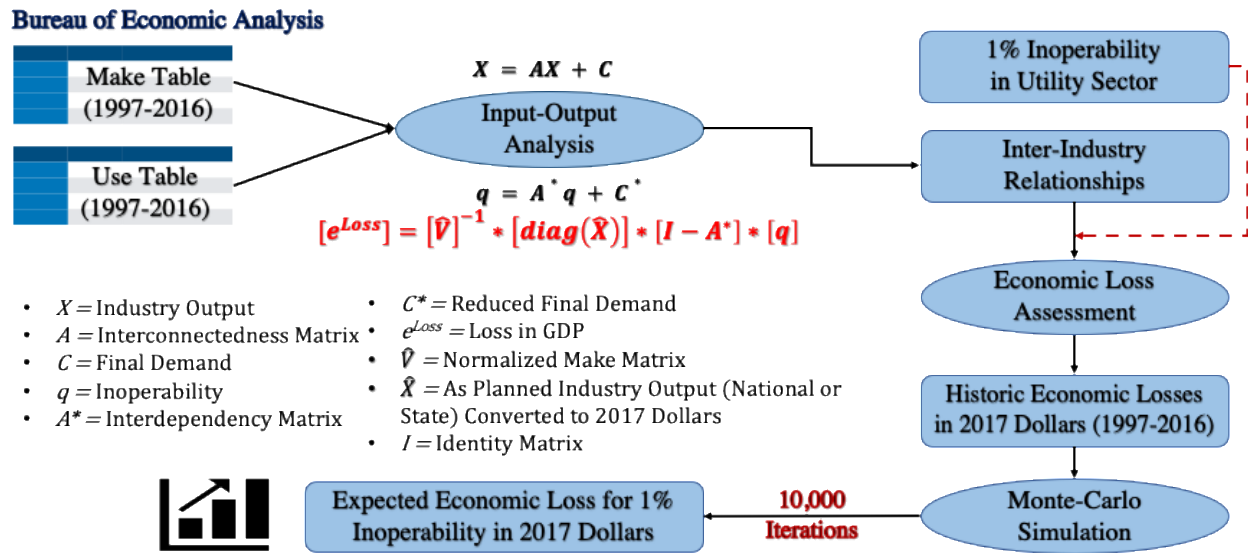 Bureau of Economic Analysis
Make Table
(1997-2016)
Use Table
(1997-2016)
X = AX + C
Input-Output
Analysis
q = A* q + C*
[e^Loss] = [V̂]^-1 * [diag(X̂)] * [I − A*] * [q]
1% Inoperability
in Utility Sector
Inter-Industry
Relationships
Economic Loss
Assessment
Historic Economic Losses
in 2017 Dollars (1997-2016)
Monte-Carlo
Simulation
10,000
Iterations
Expected Economic Loss for 1%
Inoperability in 2017 Dollars
• X = Industry Output
• A = Interconnectedness Matrix
• C = Final Demand
• q = Inoperability
• A* = Interdependency Matrix
• C* = Reduced Final Demand
• e^Loss = Loss in GDP
• V̂ = Normalized Make Matrix
• X̂ = As Planned Industry Output (National or
State) Converted to 2017 Dollars
• I = Identity Matrix